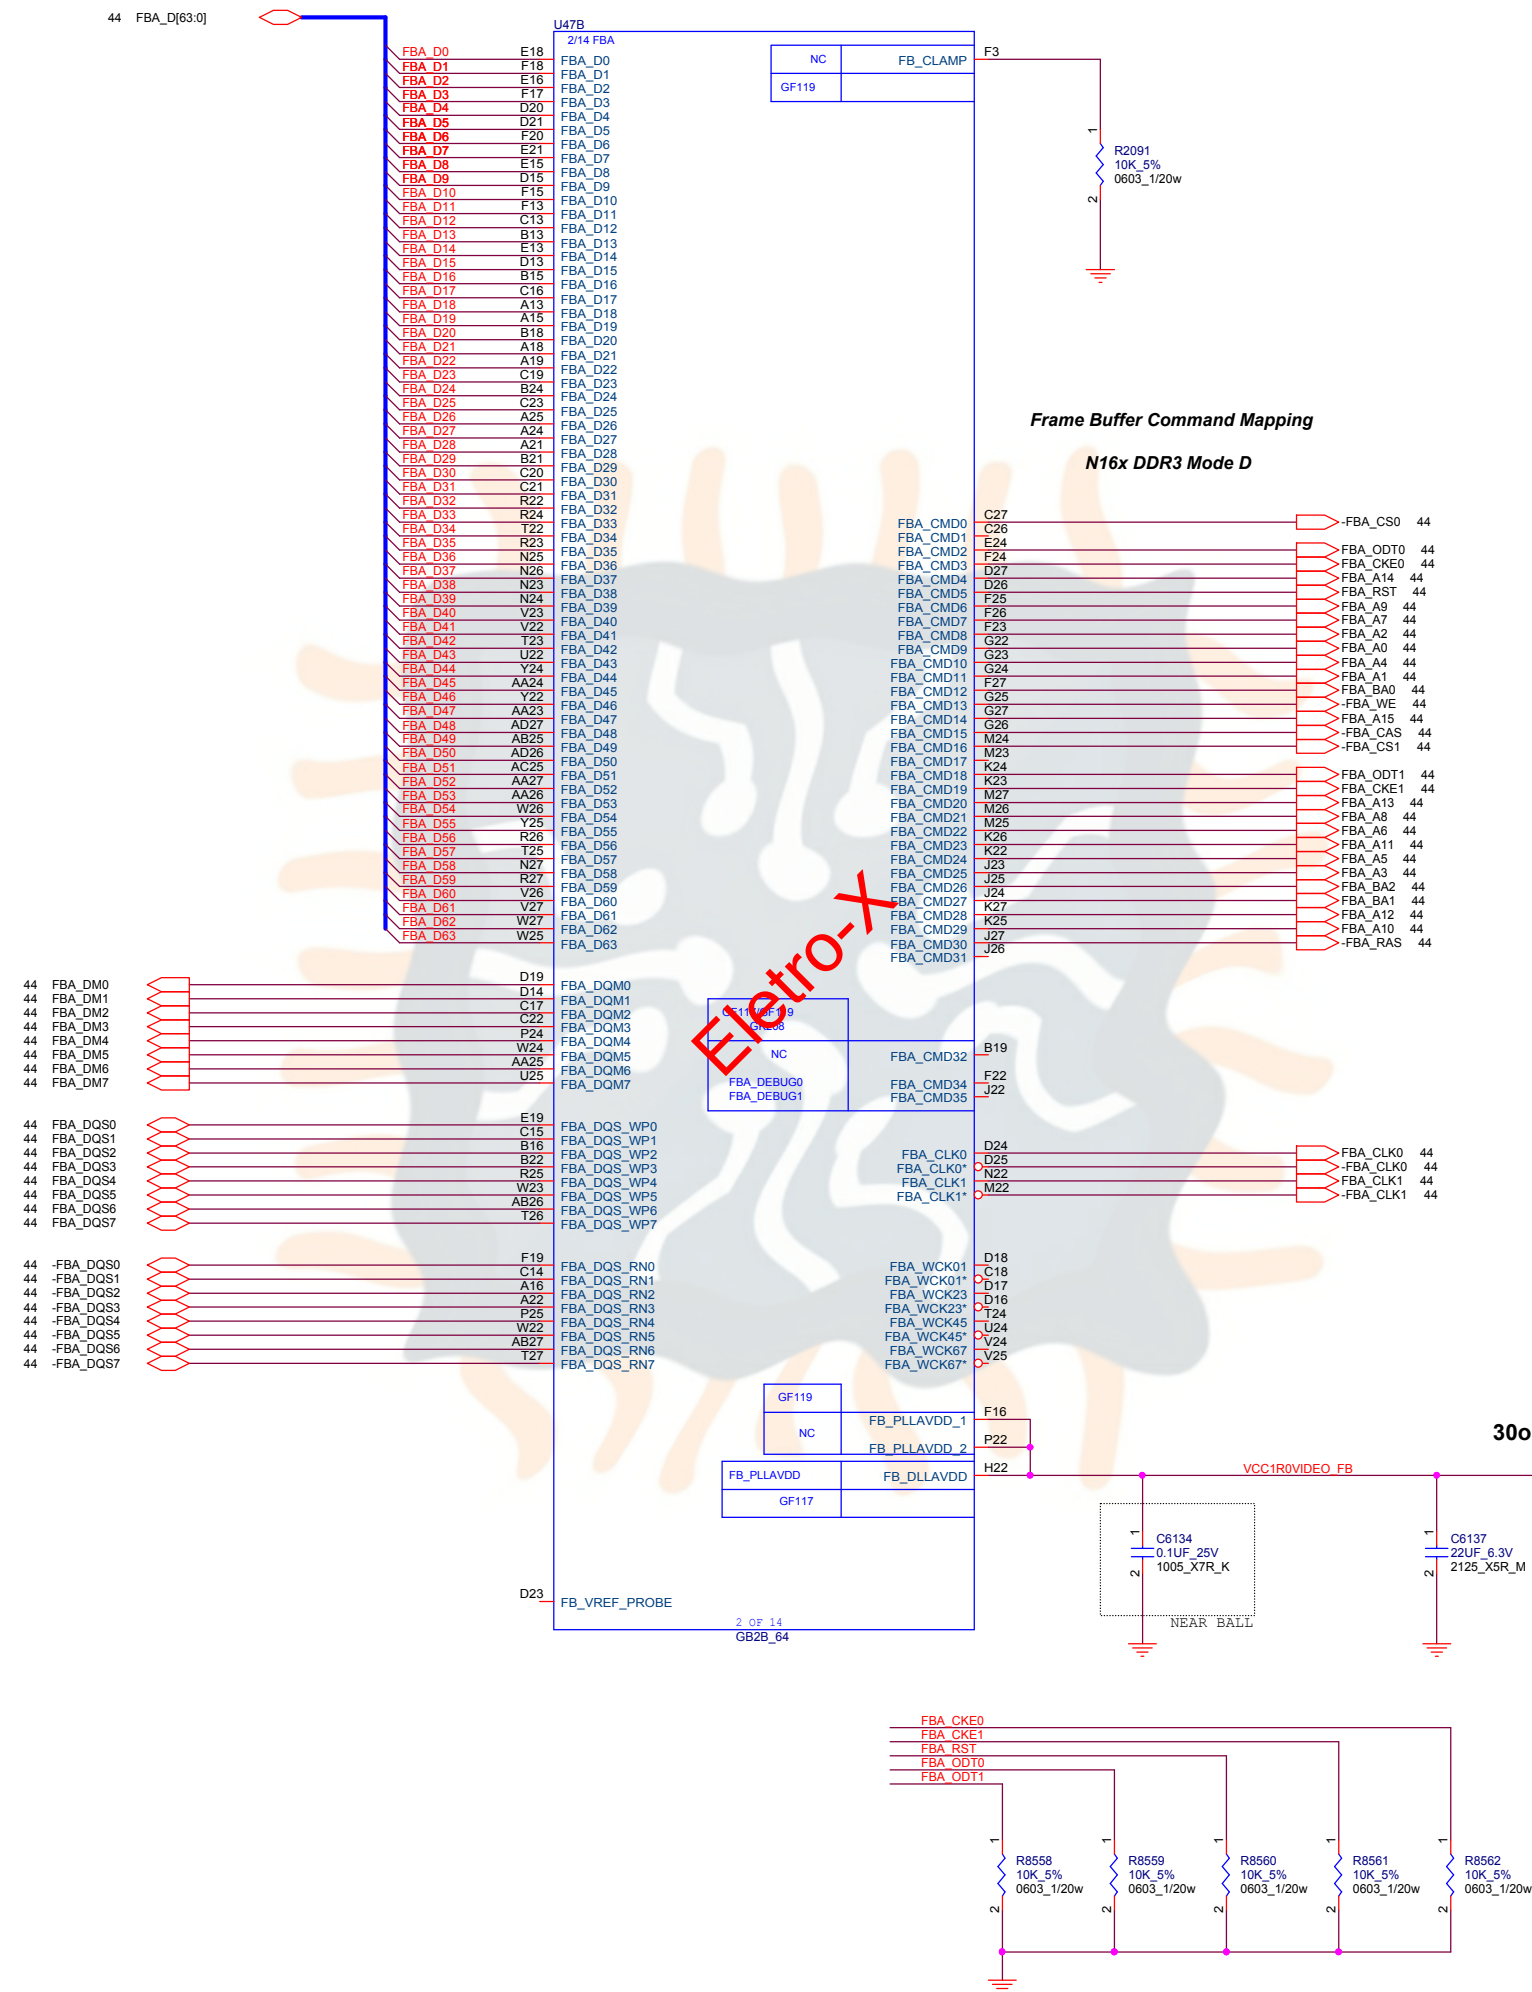 44 FBA_D[63:0]
U47B
2/14 FBA
FBA_D0 E18 FBA_D0
FBA_D1 F18 FBA_D1
FBA_D2 E16 FBA_D2
FBA_D3 F17 FBA_D3
FBA_D4 D20 FBA_D4
FBA_D5 D21 FBA_D5
FBA_D6 F20 FBA_D6
FBA_D7 E21 FBA_D7
FBA_D8 E15 FBA_D8
FBA_D9 D15 FBA_D9
FBA_D10 F15 FBA_D10
FBA_D11 F13 FBA_D11
FBA_D12 C13 FBA_D12
FBA_D13 B13 FBA_D13
FBA_D14 E13 FBA_D14
FBA_D15 D13 FBA_D15
FBA_D16 B15 FBA_D16
FBA_D17 C16 FBA_D17
FBA_D18 A13 FBA_D18
FBA_D19 A15 FBA_D19
FBA_D20 B18 FBA_D20
FBA_D21 A18 FBA_D21
FBA_D22 A19 FBA_D22
FBA_D23 C19 FBA_D23
FBA_D24 B24 FBA_D24
FBA_D25 C23 FBA_D25
FBA_D26 A25 FBA_D26
FBA_D27 A24 FBA_D27
FBA_D28 A21 FBA_D28
FBA_D29 B21 FBA_D29
FBA_D30 C20 FBA_D30
FBA_D31 C21 FBA_D31
FBA_D32 R22 FBA_D32
FBA_D33 R24 FBA_D33
FBA_D34 T22 FBA_D34
FBA_D35 R23 FBA_D35
FBA_D36 N25 FBA_D36
FBA_D37 N26 FBA_D37
FBA_D38 N23 FBA_D38
FBA_D39 N24 FBA_D39
FBA_D40 V23 FBA_D40
FBA_D41 V22 FBA_D41
FBA_D42 T23 FBA_D42
FBA_D43 U22 FBA_D43
FBA_D44 Y24 FBA_D44
FBA_D45 AA24 FBA_D45
FBA_D46 Y22 FBA_D46
FBA_D47 AA23 FBA_D47
FBA_D48 AD27 FBA_D48
FBA_D49 AB25 FBA_D49
FBA_D50 AD26 FBA_D50
FBA_D51 AC25 FBA_D51
FBA_D52 AA27 FBA_D52
FBA_D53 AA26 FBA_D53
FBA_D54 W26 FBA_D54
FBA_D55 Y25 FBA_D55
FBA_D56 R26 FBA_D56
FBA_D57 T25 FBA_D57
FBA_D58 N27 FBA_D58
FBA_D59 R27 FBA_D59
FBA_D60 V26 FBA_D60
FBA_D61 V27 FBA_D61
FBA_D62 W27 FBA_D62
FBA_D63 W25 FBA_D63
44 FBA_DM0 D19 FBA_DQM0
44 FBA_DM1 D14 FBA_DQM1
44 FBA_DM2 C17 FBA_DQM2
44 FBA_DM3 C22 FBA_DQM3
44 FBA_DM4 P24 FBA_DQM4
44 FBA_DM5 W24 FBA_DQM5
44 FBA_DM6 AA25 FBA_DQM6
44 FBA_DM7 U25 FBA_DQM7
44 FBA_DQS0 E19 FBA_DQS_WP0
44 FBA_DQS1 C15 FBA_DQS_WP1
44 FBA_DQS2 B16 FBA_DQS_WP2
44 FBA_DQS3 B22 FBA_DQS_WP3
44 FBA_DQS4 R25 FBA_DQS_WP4
44 FBA_DQS5 W23 FBA_DQS_WP5
44 FBA_DQS6 AB26 FBA_DQS_WP6
44 FBA_DQS7 T26 FBA_DQS_WP7
44 -FBA_DQS0 F19 FBA_DQS_RN0
44 -FBA_DQS1 C14 FBA_DQS_RN1
44 -FBA_DQS2 A16 FBA_DQS_RN2
44 -FBA_DQS3 A22 FBA_DQS_RN3
44 -FBA_DQS4 P25 FBA_DQS_RN4
44 -FBA_DQS5 W22 FBA_DQS_RN5
44 -FBA_DQS6 AB27 FBA_DQS_RN6
44 -FBA_DQS7 T27 FBA_DQS_RN7
D23 FB_VREF_PROBE
NC FB_CLAMP F3
GF119
1
R2091
10K_5%
0603_1/20w
2
Frame Buffer Command Mapping
N16x DDR3 Mode D
FBA_CMD0 C27 -FBA_CS0 44
FBA_CMD1 C26
FBA_CMD2 E24 FBA_ODT0 44
FBA_CMD3 F24 FBA_CKE0 44
FBA_CMD4 D27 FBA_A14 44
FBA_CMD5 D26 FBA_RST 44
FBA_CMD6 F25 FBA_A9 44
FBA_CMD7 F26 FBA_A7 44
FBA_CMD8 F23 FBA_A2 44
FBA_CMD9 G22 FBA_A0 44
FBA_CMD10 G23 FBA_A4 44
FBA_CMD11 G24 FBA_A1 44
FBA_CMD12 F27 FBA_BA0 44
FBA_CMD13 G25 -FBA_WE 44
FBA_CMD14 G27 FBA_A15 44
FBA_CMD15 G26 -FBA_CAS 44
FBA_CMD16 M24 -FBA_CS1 44
FBA_CMD17 M23
FBA_CMD18 K24 FBA_ODT1 44
FBA_CMD19 K23 FBA_CKE1 44
FBA_CMD20 M27 FBA_A13 44
FBA_CMD21 M26 FBA_A8 44
FBA_CMD22 M25 FBA_A6 44
FBA_CMD23 K26 FBA_A11 44
FBA_CMD24 K22 FBA_A5 44
FBA_CMD25 J23 FBA_A3 44
FBA_CMD26 J25 FBA_BA2 44
FBA_CMD27 J24 FBA_BA1 44
FBA_CMD28 K27 FBA_A12 44
FBA_CMD29 K25 FBA_A10 44
FBA_CMD30 J27 -FBA_RAS 44
FBA_CMD31 J26
Eletro-X
NC FBA_CMD32 B19
FBA_DEBUG0 FBA_CMD34 F22
FBA_DEBUG1 FBA_CMD35 J22
FBA_CLK0 D24 FBA_CLK0 44
FBA_CLK0* D25 -FBA_CLK0 44
FBA_CLK1 N22 FBA_CLK1 44
FBA_CLK1* M22 -FBA_CLK1 44
FBA_WCK01 D18
FBA_WCK01* C18
FBA_WCK23 D17
FBA_WCK23* D16
FBA_WCK45 T24
FBA_WCK45* U24
FBA_WCK67 V24
FBA_WCK67* V25
GF119
FB_PLLAVDD_1 F16
NC
FB_PLLAVDD_2 P22
FB_PLLAVDD FB_DLLAVDD H22
GF117
30o
VCC1R0VIDEO_FB
1
C6134
0.1UF_25V
1005_X7R_K
2
NEAR BALL
1
C6137
22UF_6.3V
2125_X5R_M
2
2 OF 14
GB2B_64
FBA_CKE0
FBA_CKE1
FBA_RST
FBA_ODT0
FBA_ODT1
1 1 1 1 1
R8558 R8559 R8560 R8561 R8562
10K_5% 10K_5% 10K_5% 10K_5% 10K_5%
0603_1/20w 0603_1/20w 0603_1/20w 0603_1/20w 0603_1/20w
2 2 2 2 2